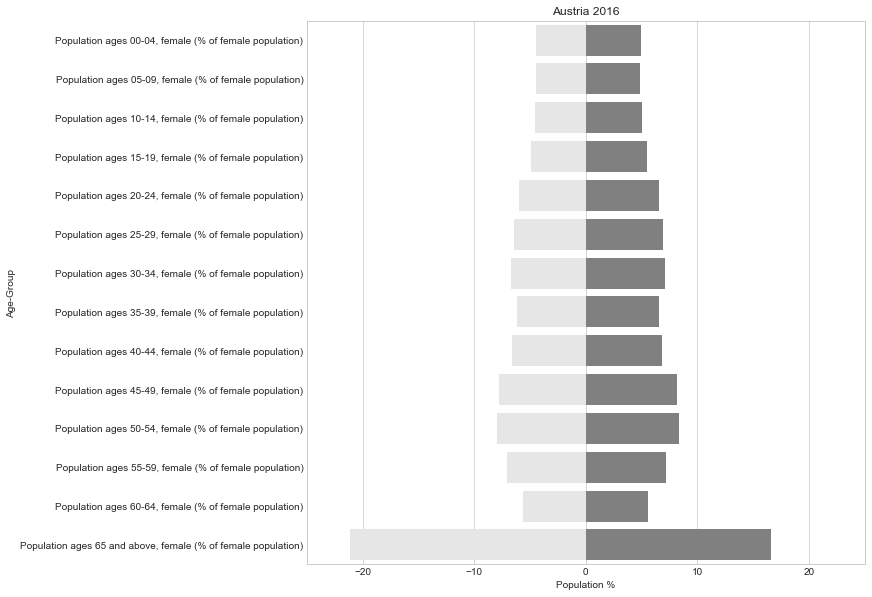 Austria 2016
Population ages 00-04, female (% of female population)
Population ages 05-09, female (% of female population)
Population ages 10-14, female (% of female population)
Population ages 15-19, female (% of female population)
Population ages 20-24, female (% of female population)
Population ages 25-29, female (% of female population)
Population ages 30-34, female (% of female population)
Population ages 35-39, female (% of female population)
Population ages 40-44, female (% of female population)
Population ages 45-49, female (% of female population)
Population ages 50-54, female (% of female population)
Population ages 55-59, female (% of female population)
Population ages 60-64, female (% of female population)
Population ages 65 and above, female (% of female population)
Age-Group
−20 −10 0 10 20
Population %